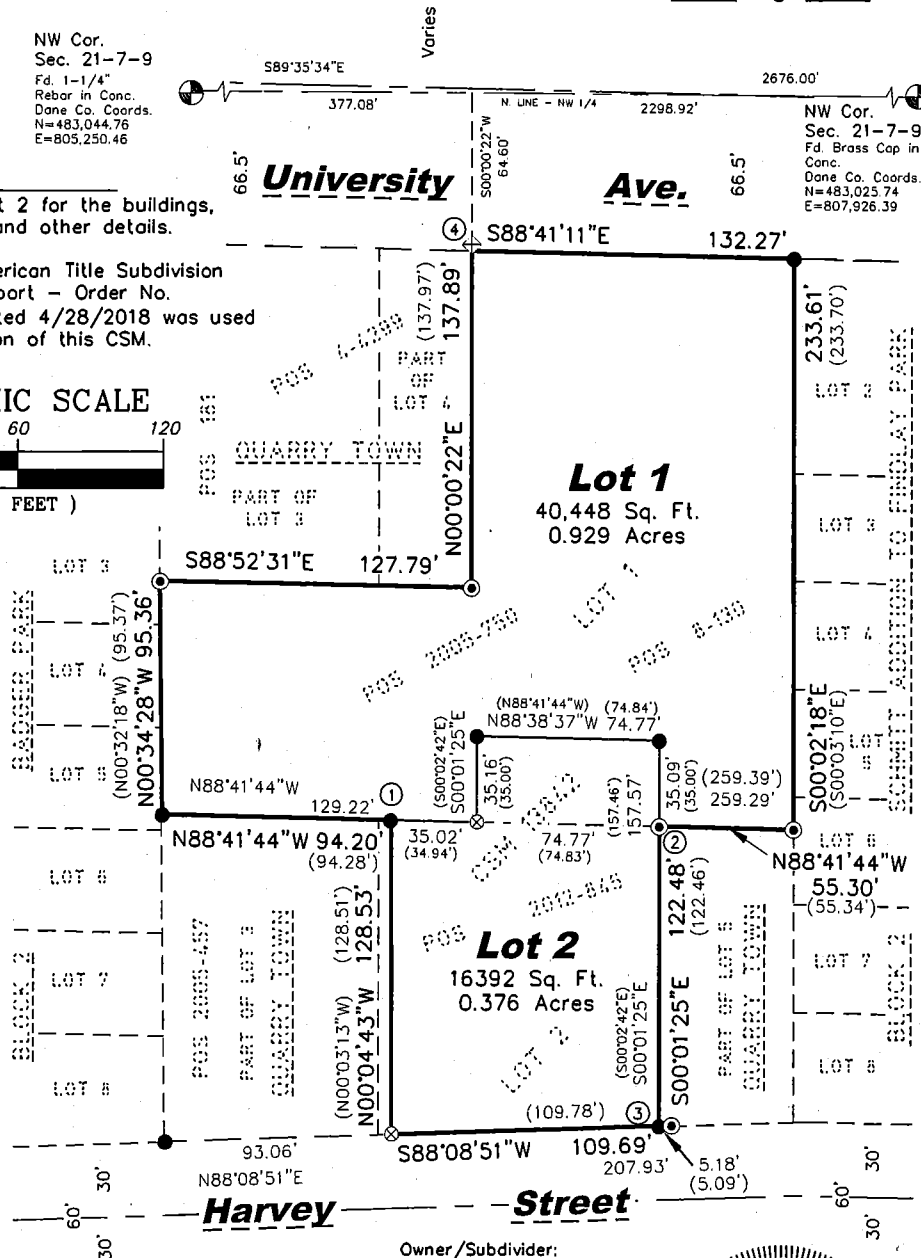 Varies
NW Cor.
Sec. 21-7-9
Fd. 1-1/4"
Rebar in Conc.
Dane Co. Coords.
N=483,044.76
E=805,250.46
S89°35'34"E
2676.00'
377.08'
N. LINE - NW 1/4
2298.92'
NW Cor.
Sec. 21-7-9
Fd. Brass Cap in
Conc.
Dane Co. Coords.
N=483,025.74
E=807,926.39
S00°00'22"W
64.60'
66.5'
University Ave.
66.5'
t 2 for the buildings,
and other details.
erican Title Subdivision
port - Order No.
ed 4/28/2018 was used
on of this CSM.
IC SCALE
60 120
FEET )
4
S88°41'11"E 132.27'
(137.97')
137.89'
N00°00'22"E
233.61'
(233.70')
POS 4-4299
PART
OF
LOT 4
POS 181
QUARRY TOWN
PART OF
LOT 3
Lot 1
40,448 Sq. Ft.
0.929 Acres
LOT 1
POS 2005-750
POS 8-130
S88°52'31"E 127.79'
N00°34'28"W 95.36'
(N00°32'18"W) (95.37')
BADGER PARK
LOT 3
LOT 4
LOT 5
LOT 6
LOT 7
LOT 8
BLOCK 2
LOT 2
LOT 3
LOT 4
LOT 5
LOT 6
LOT 7
LOT 8
BLOCK 2
SCHMITT ADDITION TO FINDLAY PARK
S00°02'18"E
(S00°03'10"E)
(N88°41'44"W) (74.84')
N88°38'37"W 74.77'
(S00°02'42"E)
S00°01'25"E
35.16'
(35.00')
(157.46')
157.57'
35.09'
(35.00')
(259.39')
259.29'
N88°41'44"W
129.22'
1
N88°41'44"W 94.20'
(94.28')
35.02'
(34.94')
74.77'
(74.83')
2
N88°41'44"W
55.30'
(55.34')
CSM 13842
POS 2012-845
Lot 2
16392 Sq. Ft.
0.376 Acres
LOT 2
(128.51')
128.53'
(N00°03'13"W)
N00°04'43"W
122.48'
(122.46')
(S00°02'42"E)
S00°01'25"E
S00°01'25"E
POS 2005-457
PART OF LOT 3
QUARRY TOWN
PART OF LOT 5
QUARRY TOWN
(109.78')
3
S88°08'51"W 109.69'
207.93'
5.18'
(5.09')
93.06'
N88°08'51"E
30'
60'
30'
Harvey Street
30'
60'
30'
Owner/Subdivider: